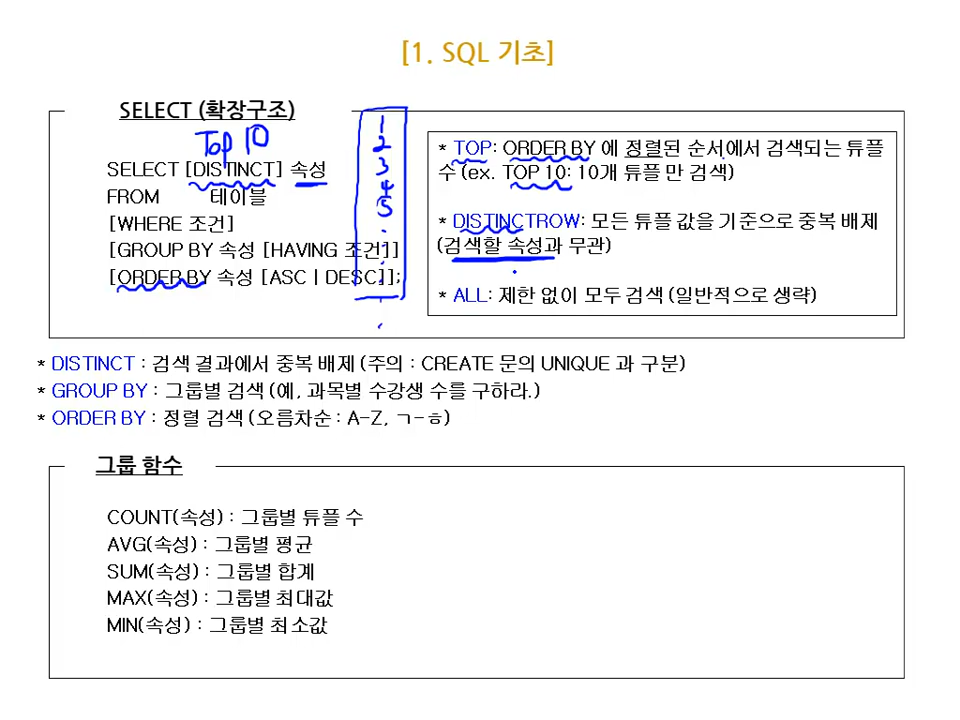 [1. SQL 기초]
SELECT (확장구조)
Top 10
SELECT [DISTINCT] 속성
FROM 테이블
[WHERE 조건]
[GROUP BY 속성 [HAVING 조건]]
[ORDER BY 속성 [ASC | DESC]];
1
2
3
4
5
* TOP: ORDER BY 에 정렬된 순서에서 검색되는 튜플
수 (ex. TOP 10: 10개 튜플 만 검색)
* DISTINCTROW: 모든 튜플 값을 기준으로 중복 배제
(검색할 속성과 무관)
* ALL: 제한 없이 모두 검색 (일반적으로 생략)
* DISTINCT : 검색 결과에서 중복 배제 (주의 : CREATE 문의 UNIQUE 과 구분)
* GROUP BY : 그룹별 검색 (예, 과목별 수강생 수를 구하라.)
* ORDER BY : 정렬 검색 (오름차순 : A-Z, ㄱ-ㅎ)
그룹 함수
COUNT(속성) : 그룹별 튜플 수
AVG(속성) : 그룹별 평균
SUM(속성) : 그룹별 합계
MAX(속성) : 그룹별 최대값
MIN(속성) : 그룹별 최소값